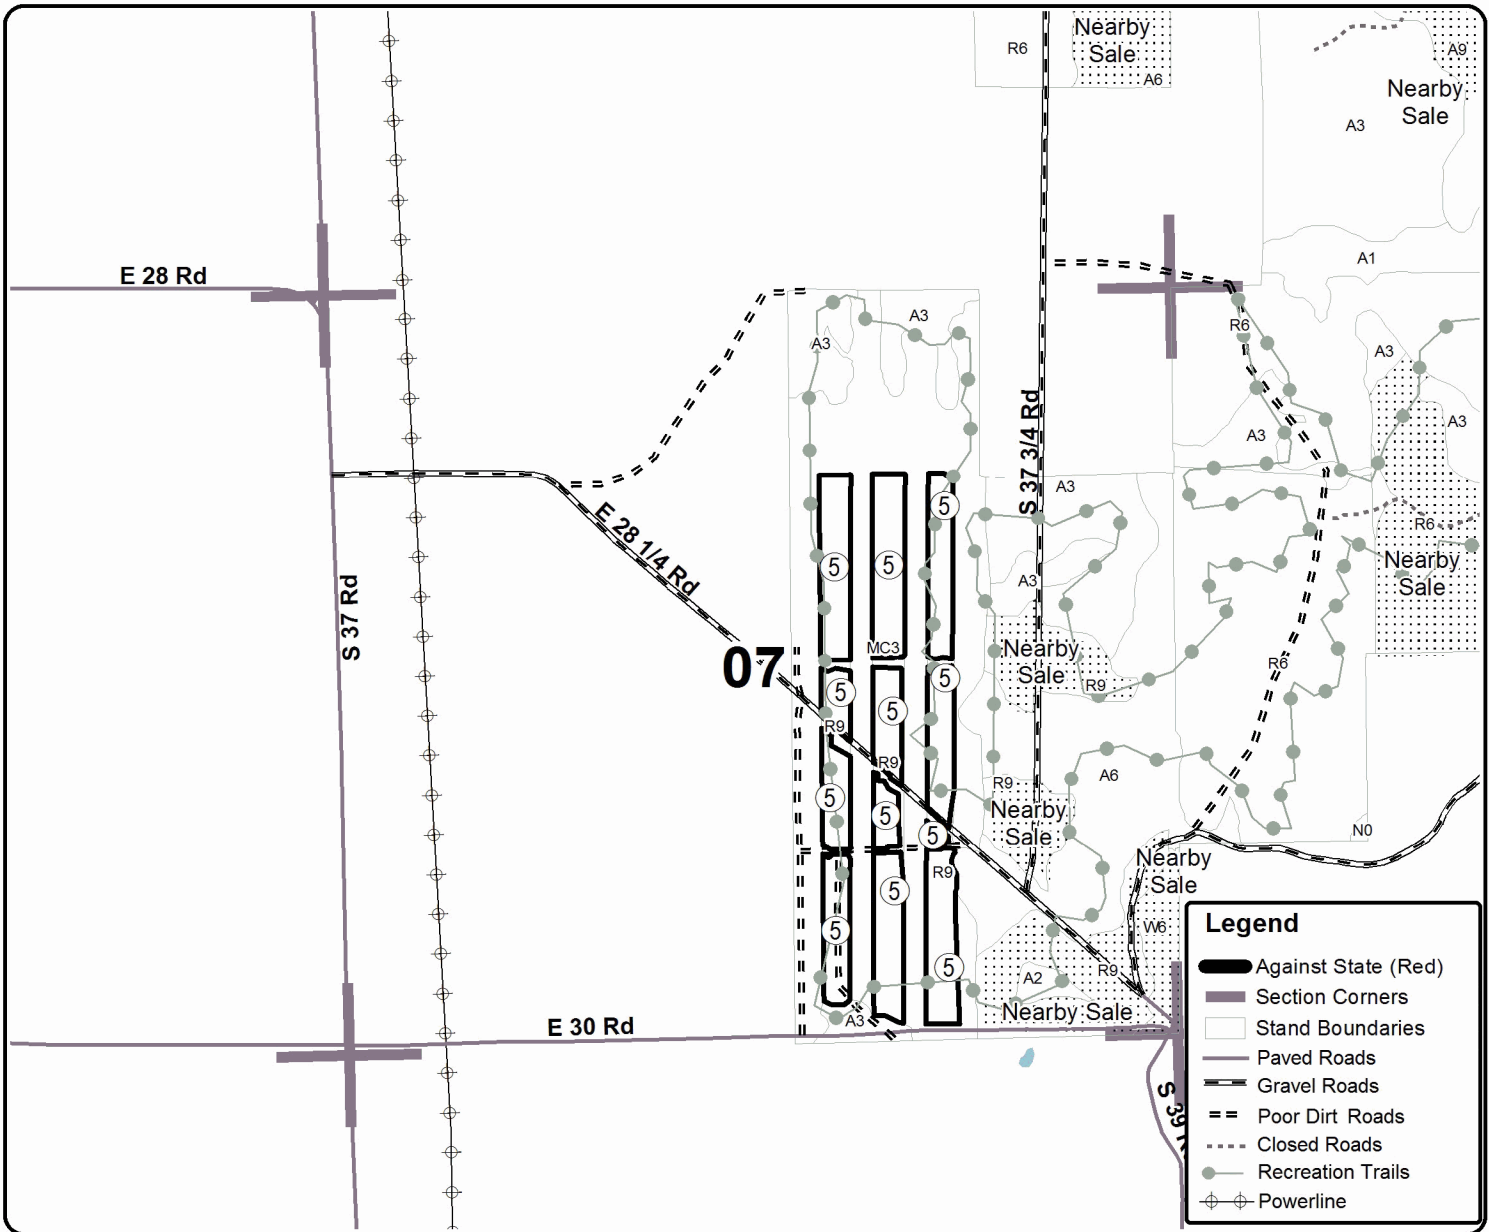 Nearby
Sale
R6
A6
A9
Nearby
Sale
A3
A1
E 28 Rd
A3
A3
R6
A3
A3
A3
S 37 3/4 Rd
A3
5
E 28 1/4 Rd
R6
5
5
Nearby
Sale
A3
S 37 Rd
MC3
Nearby
Sale
07
R6
5
5
R9
5
R9
R9
A6
R9
5
5
Nearby
Sale
5
N0
R9
Nearby
Sale
5
W6
5
5
R9
A2
Nearby Sale
A3
E 30 Rd
S 39
Legend
Against State (Red)
Section Corners
Stand Boundaries
Paved Roads
Gravel Roads
Poor Dirt Roads
Closed Roads
Recreation Trails
Powerline